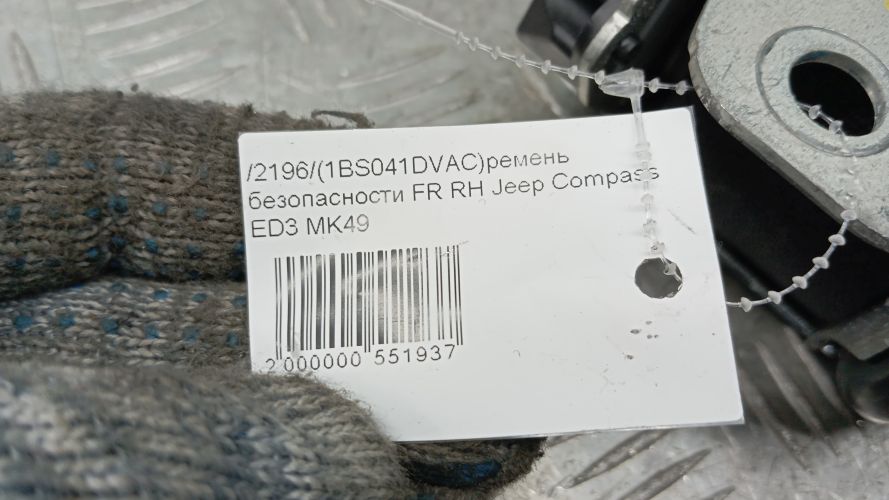 /2196/(1BS041DVAC)ремень
безопасности FR RH Jeep Compass
ED3 MK49
2 000000 551937